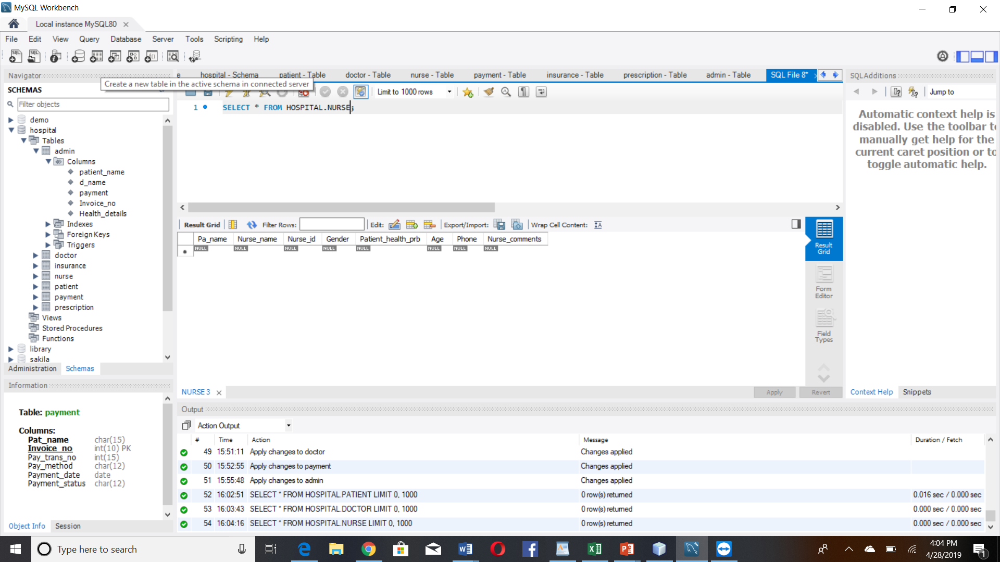 MySQL Workbench
Local instance MySQL80
File Edit View Query Database Server Tools Scripting Help
Navigator
e hospital - Schema patient - Table doctor - Table nurse - Table payment - Table insurance - Table prescription - Table admin - Table SQL File 8*
SQLAdditions
Create a new table in the active schema in connected server
SCHEMAS
Limit to 1000 rows
Jump to
Filter objects
1 SELECT * FROM HOSPITAL.NURSE;
Automatic context help is
disabled. Use the toolbar to
manually get help for the
current caret position or to
toggle automatic help.
demo
hospital
Tables
admin
Columns
patient_name
d_name
payment
Invoice_no
Health_details
Indexes
Foreign Keys
Triggers
doctor
insurance
nurse
patient
payment
prescription
Views
Stored Procedures
Functions
library
sakila
Result Grid Filter Rows: Edit: Export/Import: Wrap Cell Content:
Pa_name Nurse_name Nurse_id Gender Patient_health_prb Age Phone Nurse_comments
NULL NULL NULL NULL NULL NULL NULL NULL
Result
Grid
Form
Editor
Field
Types
Administration Schemas
NURSE 3
Apply Revert
Context Help Snippets
Information
Table: payment
Columns:
Pat_name char(15)
Invoice_no int(10) PK
Pay_trans_no int(15)
Pay_method char(12)
Payment_date date
Payment_status char(12)
Object Info Session
Output
Action Output
# Time Action Message Duration / Fetch
49 15:51:11 Apply changes to doctor Changes applied
50 15:52:55 Apply changes to payment Changes applied
51 15:55:48 Apply changes to admin Changes applied
52 16:02:51 SELECT * FROM HOSPITAL.PATIENT LIMIT 0, 1000 0 row(s) returned 0.016 sec / 0.000 sec
53 16:03:43 SELECT * FROM HOSPITAL.DOCTOR LIMIT 0, 1000 0 row(s) returned 0.000 sec / 0.000 sec
54 16:04:16 SELECT * FROM HOSPITAL.NURSE LIMIT 0, 1000 0 row(s) returned 0.000 sec / 0.000 sec
Type here to search
4:04 PM
4/28/2019
1